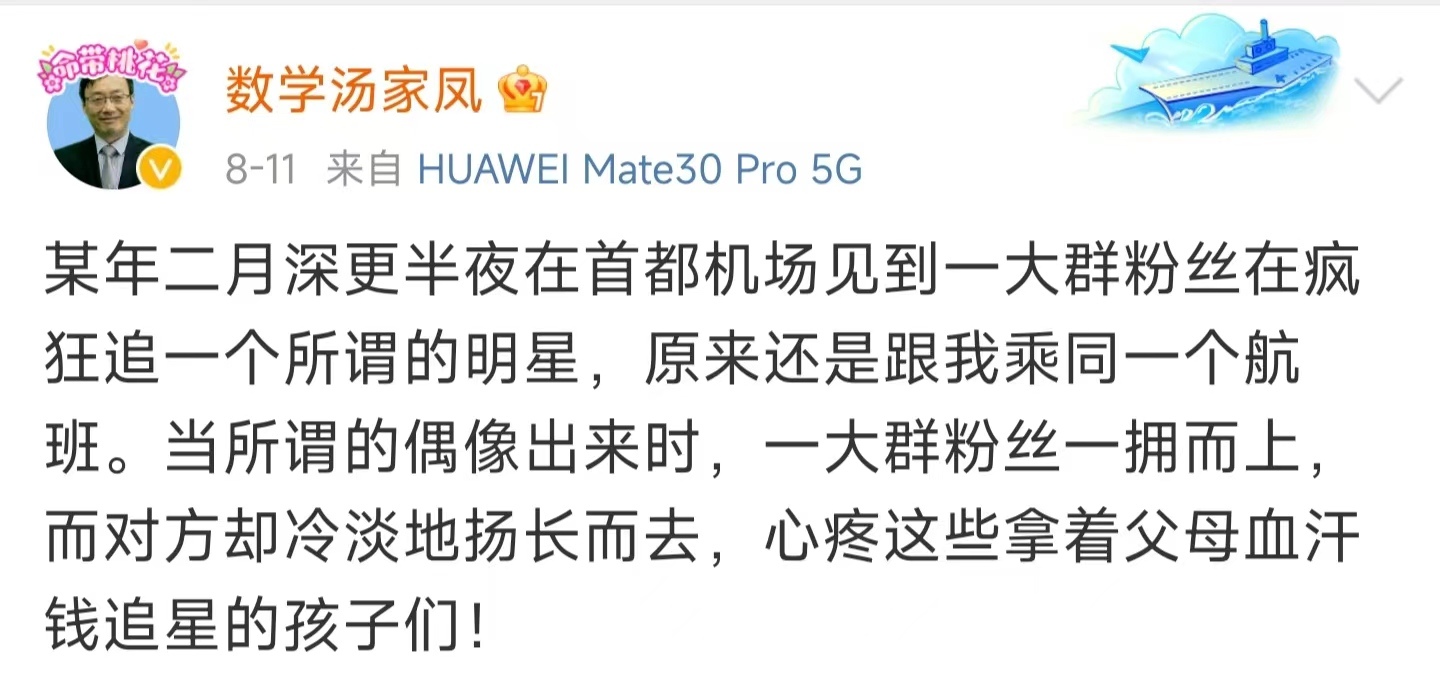 命带桃花
数学汤家凤
8-11 来自 HUAWEI Mate30 Pro 5G
某年二月深更半夜在首都机场见到一大群粉丝在疯
狂追一个所谓的明星，原来还是跟我乘同一个航
班。当所谓的偶像出来时，一大群粉丝一拥而上，
而对方却冷淡地扬长而去，心疼这些拿着父母血汗
钱追星的孩子们！